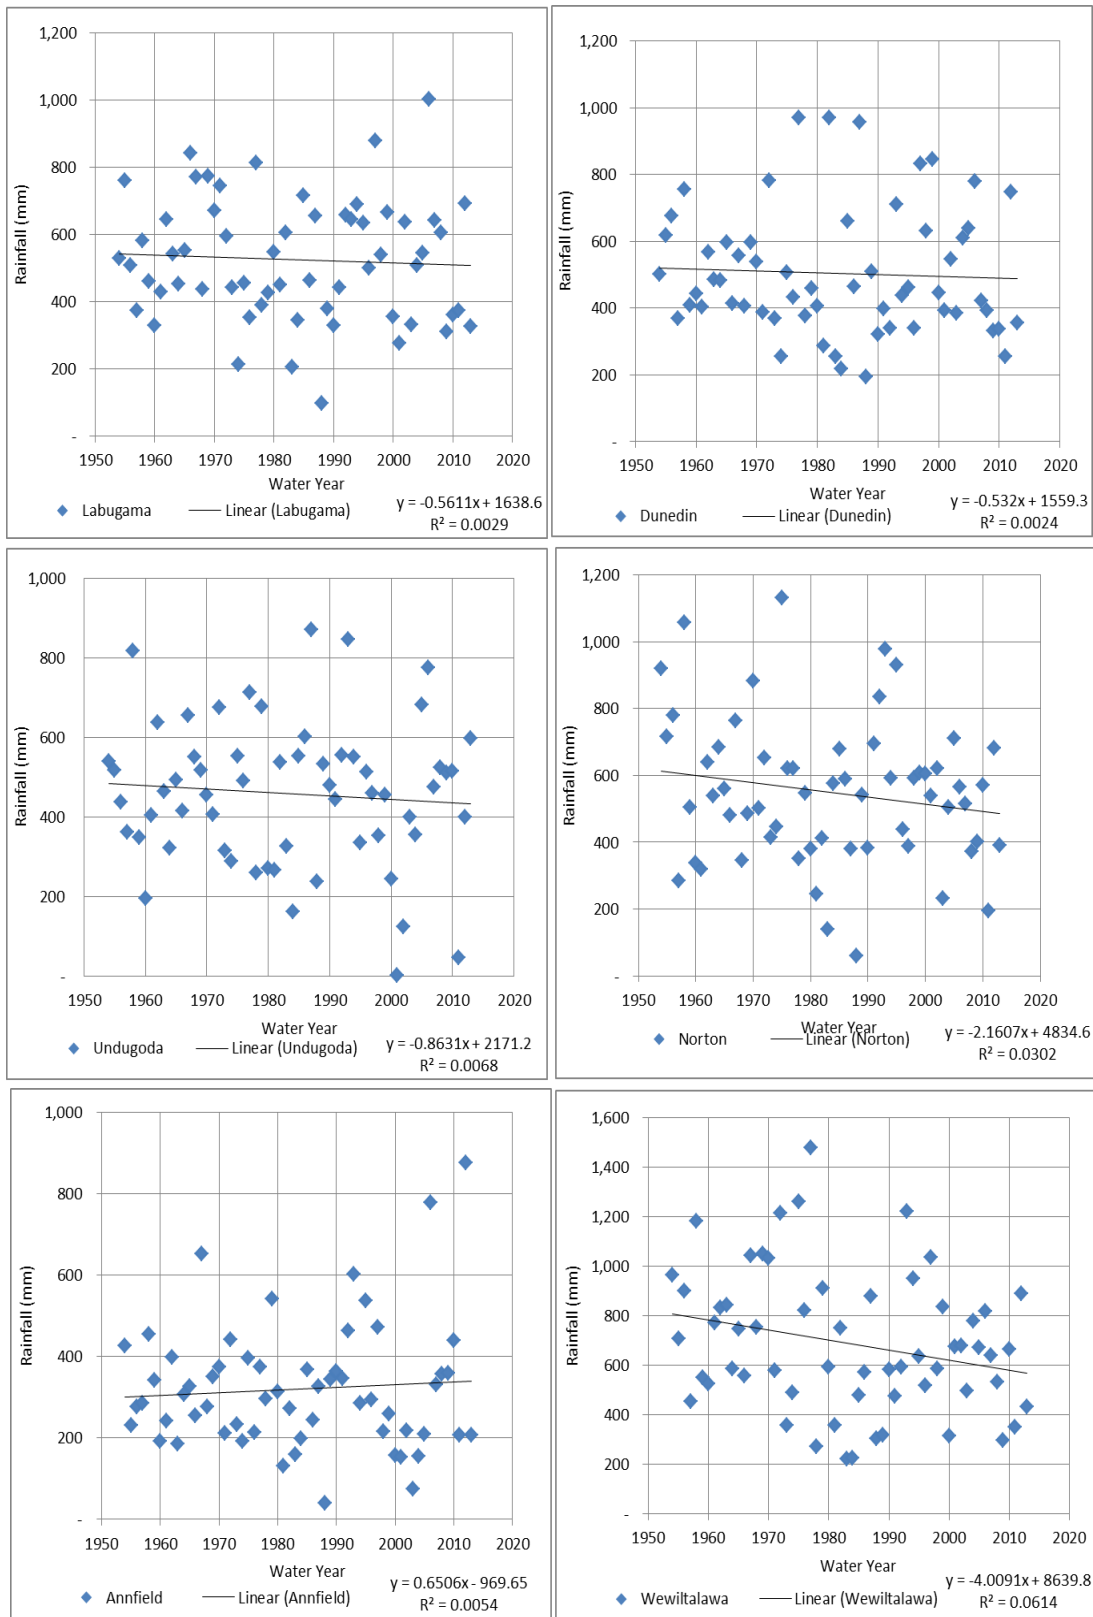 1,200
1,000
800
600
400
200
-
Rainfall (mm)
1950 1960 1970 1980 1990 2000 2010 2020
Water Year
Labugama Linear (Labugama)
y = -0.5611x + 1638.6
R² = 0.0029
1,200
1,000
800
600
400
200
-
Rainfall (mm)
1950 1960 1970 1980 1990 2000 2010 2020
Water Year
Dunedin Linear (Dunedin)
y = -0.532x + 1559.3
R² = 0.0024
1,000
800
600
400
200
-
Rainfall (mm)
1950 1960 1970 1980 1990 2000 2010 2020
Water Year
Undugoda Linear (Undugoda)
y = -0.8631x + 2171.2
R² = 0.0068
1,200
1,000
800
600
400
200
-
Rainfall (mm)
1950 1960 1970 1980 1990 2000 2010 2020
Water Year
Norton Linear (Norton)
y = -2.1607x + 4834.6
R² = 0.0302
1,000
800
600
400
200
-
Rainfall (mm)
1950 1960 1970 1980 1990 2000 2010 2020
Water Year
Annfield Linear (Annfield)
y = 0.6506x - 969.65
R² = 0.0054
1,600
1,400
1,200
1,000
800
600
400
200
-
Rainfall (mm)
1950 1960 1970 1980 1990 2000 2010 2020
Water Year
Wewiltalawa Linear (Wewiltalawa)
y = -4.0091x + 8639.8
R² = 0.0614